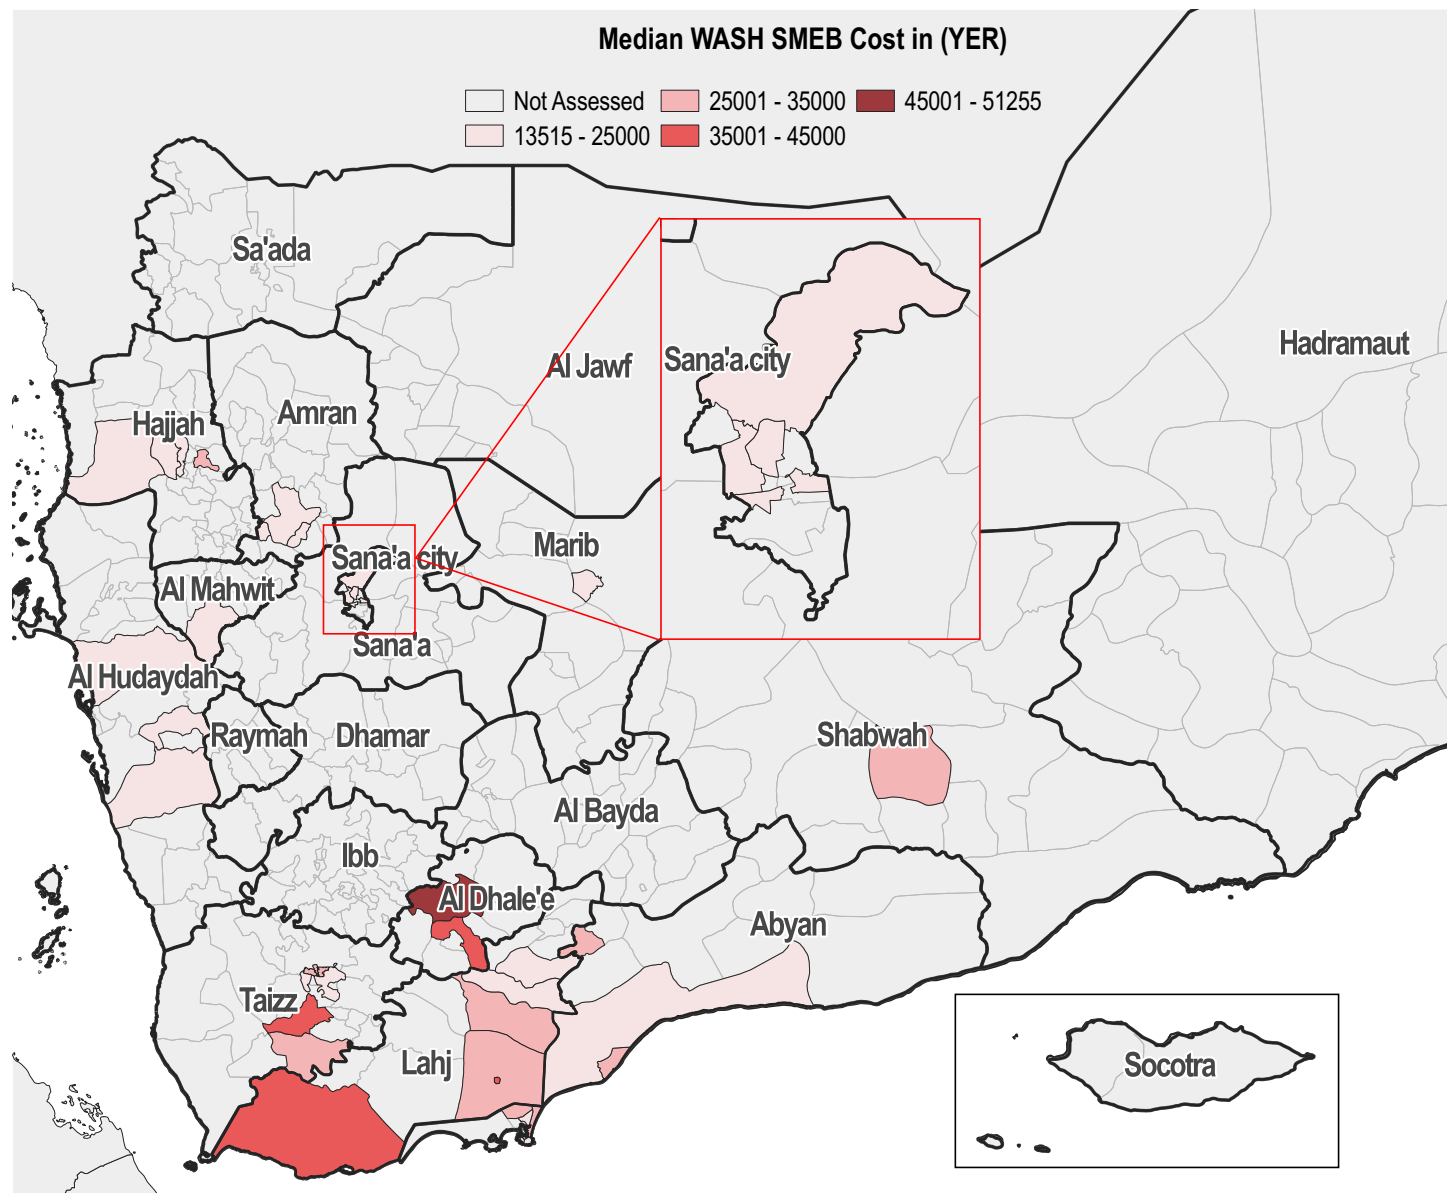 Median WASH SMEB Cost in (YER)
Not Assessed
25001 - 35000
45001 - 51255
13515 - 25000
35001 - 45000
Sa'ada
Hadramaut
Sana'a city
Al Jawf
Hajjah
Amran
Marib
Sana'a city
Al Mahwit
Sana'a
Al Hudaydah
Raymah
Dhamar
Shabwah
Al Bayda
Ibb
Al Dhale'e
Abyan
Taizz
Lahj
Socotra